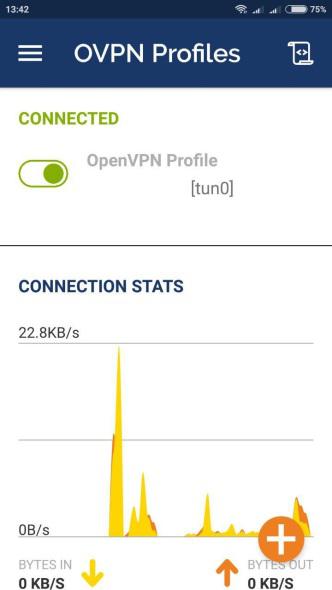 13:42
75%
OVPN Profiles
CONNECTED
OpenVPN Profile
[tun0]
CONNECTION STATS
22.8KB/s
0B/s
BYTES IN
0 KB/S
BYTES OUT
0 KB/S